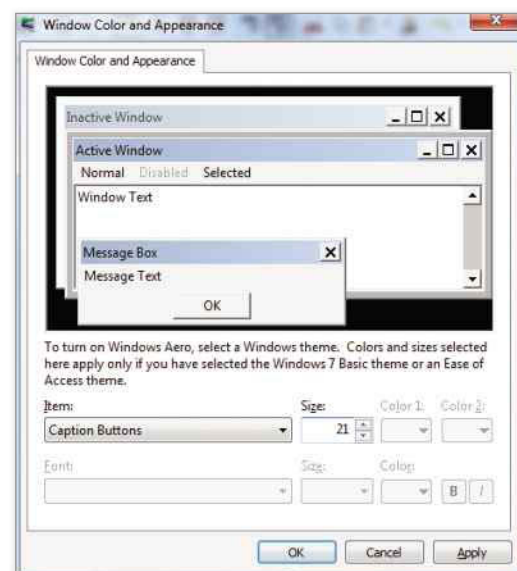 Window Color and Appearance
Window Color and Appearance
Inactive Window
Active Window
Normal Disabled Selected
Window Text
Message Box
Message Text
OK
To turn on Windows Aero, select a Windows theme. Colors and sizes selected
here apply only if you have selected the Windows 7 Basic theme or an Ease of
Access theme.
Item: Size: Color 1: Color 2:
Caption Buttons 21
Font: Size: Color:
B I
OK Cancel Apply